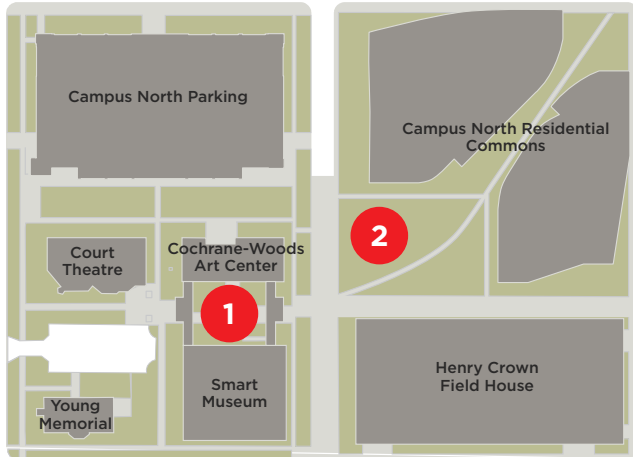 Campus North Parking
Campus North Residential
Commons
2
Court
Theatre
Cochrane-Woods
Art Center
1
Smart
Museum
Henry Crown
Field House
Young
Memorial